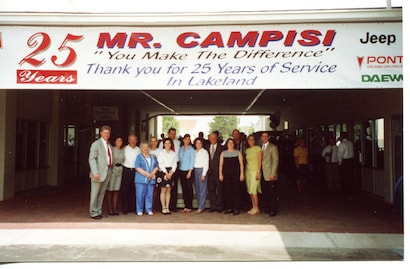 25
Years
MR. CAMPISI
"You Make The Difference"
Thank you for 25 Years of Service
In Lakeland
Jeep
PONT
DAEW